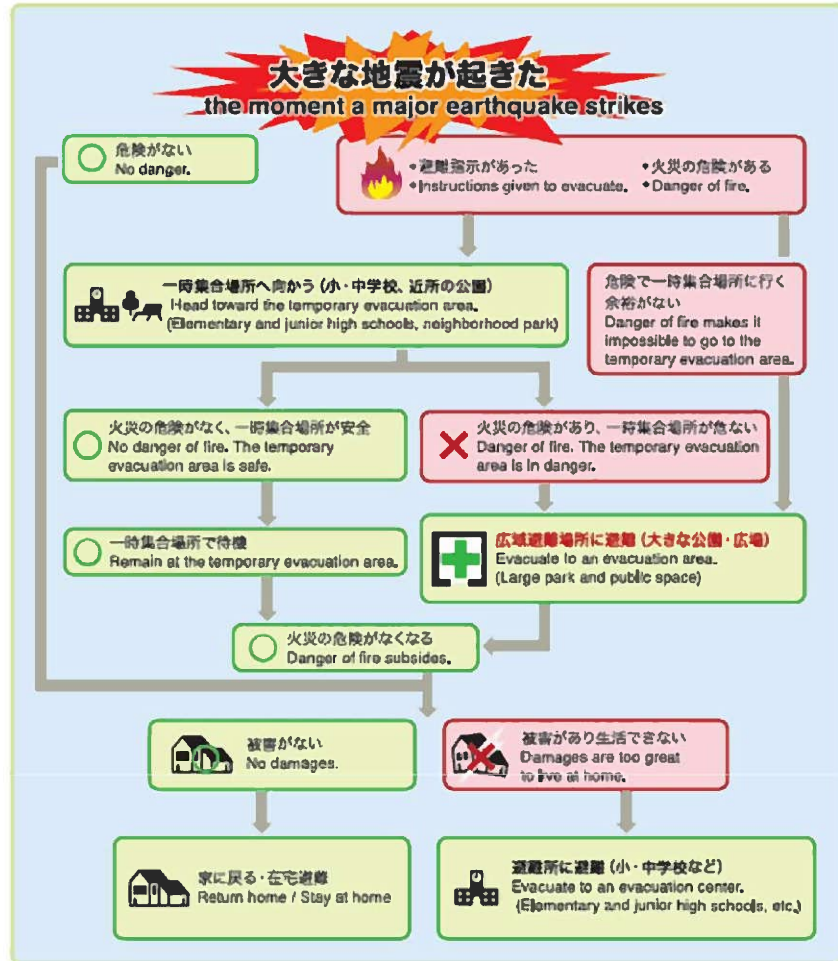 大きな地震が起きた
the moment a major earthquake strikes
危険がない
No danger.
•避難指示があった
•Instructions given to evacuate.
•火災の危険がある
•Danger of fire.
一時集合場所へ向かう(小・中学校、近所の公園)
Head toward the temporary evacuation area.
(Elementary and junior high schools, neighborhood park)
危険で一時集合場所に行く
余裕がない
Danger of fire makes it
impossible to go to the
temporary evacuation area.
火災の危険がなく、一時集合場所が安全
No danger of fire. The temporary
evacuation area is safe.
火災の危険があり、一時集合場所が危ない
Danger of fire. The temporary evacuation
area is in danger.
一時集合場所で待機
Remain at the temporary evacuation area.
広域避難場所に避難(大きな公園・広場)
Evacuate to an evacuation area.
(Large park and public space)
火災の危険がなくなる
Danger of fire subsides.
被害がない
No damages.
被害があり生活できない
Damages are too great
to live at home.
家に戻る・在宅避難
Return home / Stay at home
避難所に避難(小・中学校など)
Evacuate to an evacuation center.
(Elementary and junior high schools, etc.)